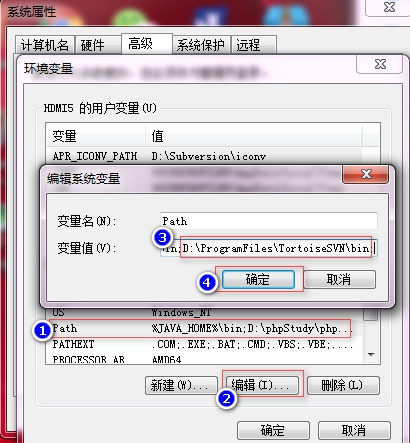 系统属性
计算机名 硬件 高级 系统保护 远程
环境变量
HDMI5 的用户变量(U)
变量 值
APR_ICONV_PATH D:\Subversion\iconv
编辑系统变量
变量名(N): Path
3
变量值(V): in;D:\ProgramFiles\TortoiseSVN\bin;
4 确定 取消
OS Windows_NT
1
Path %JAVA_HOME%\bin;D:\phpStudy\php...
PATHEXT .COM;.EXE;.BAT;.CMD;.VBS;.VBE;....
PROCESSOR_AR AMD64
新建(W)... 编辑(I)... 删除(L)
2
确定 取消